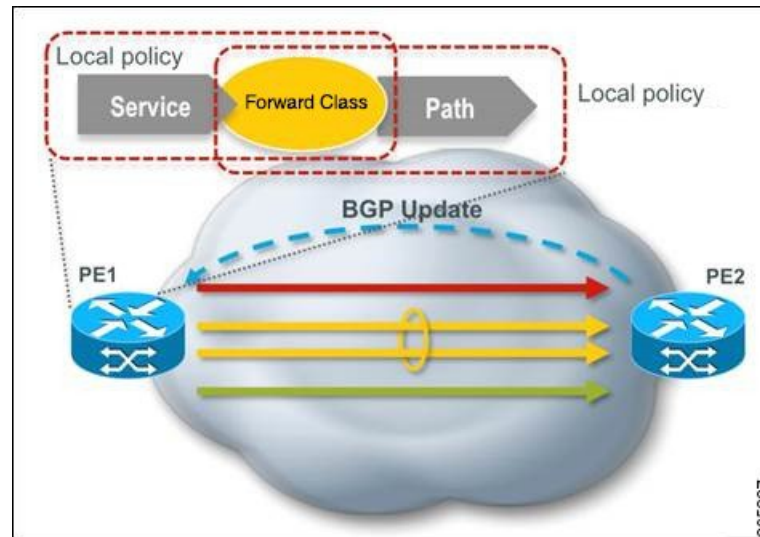 Local policy
Service
Forward Class
Path
Local policy
BGP Update
PE1
PE2